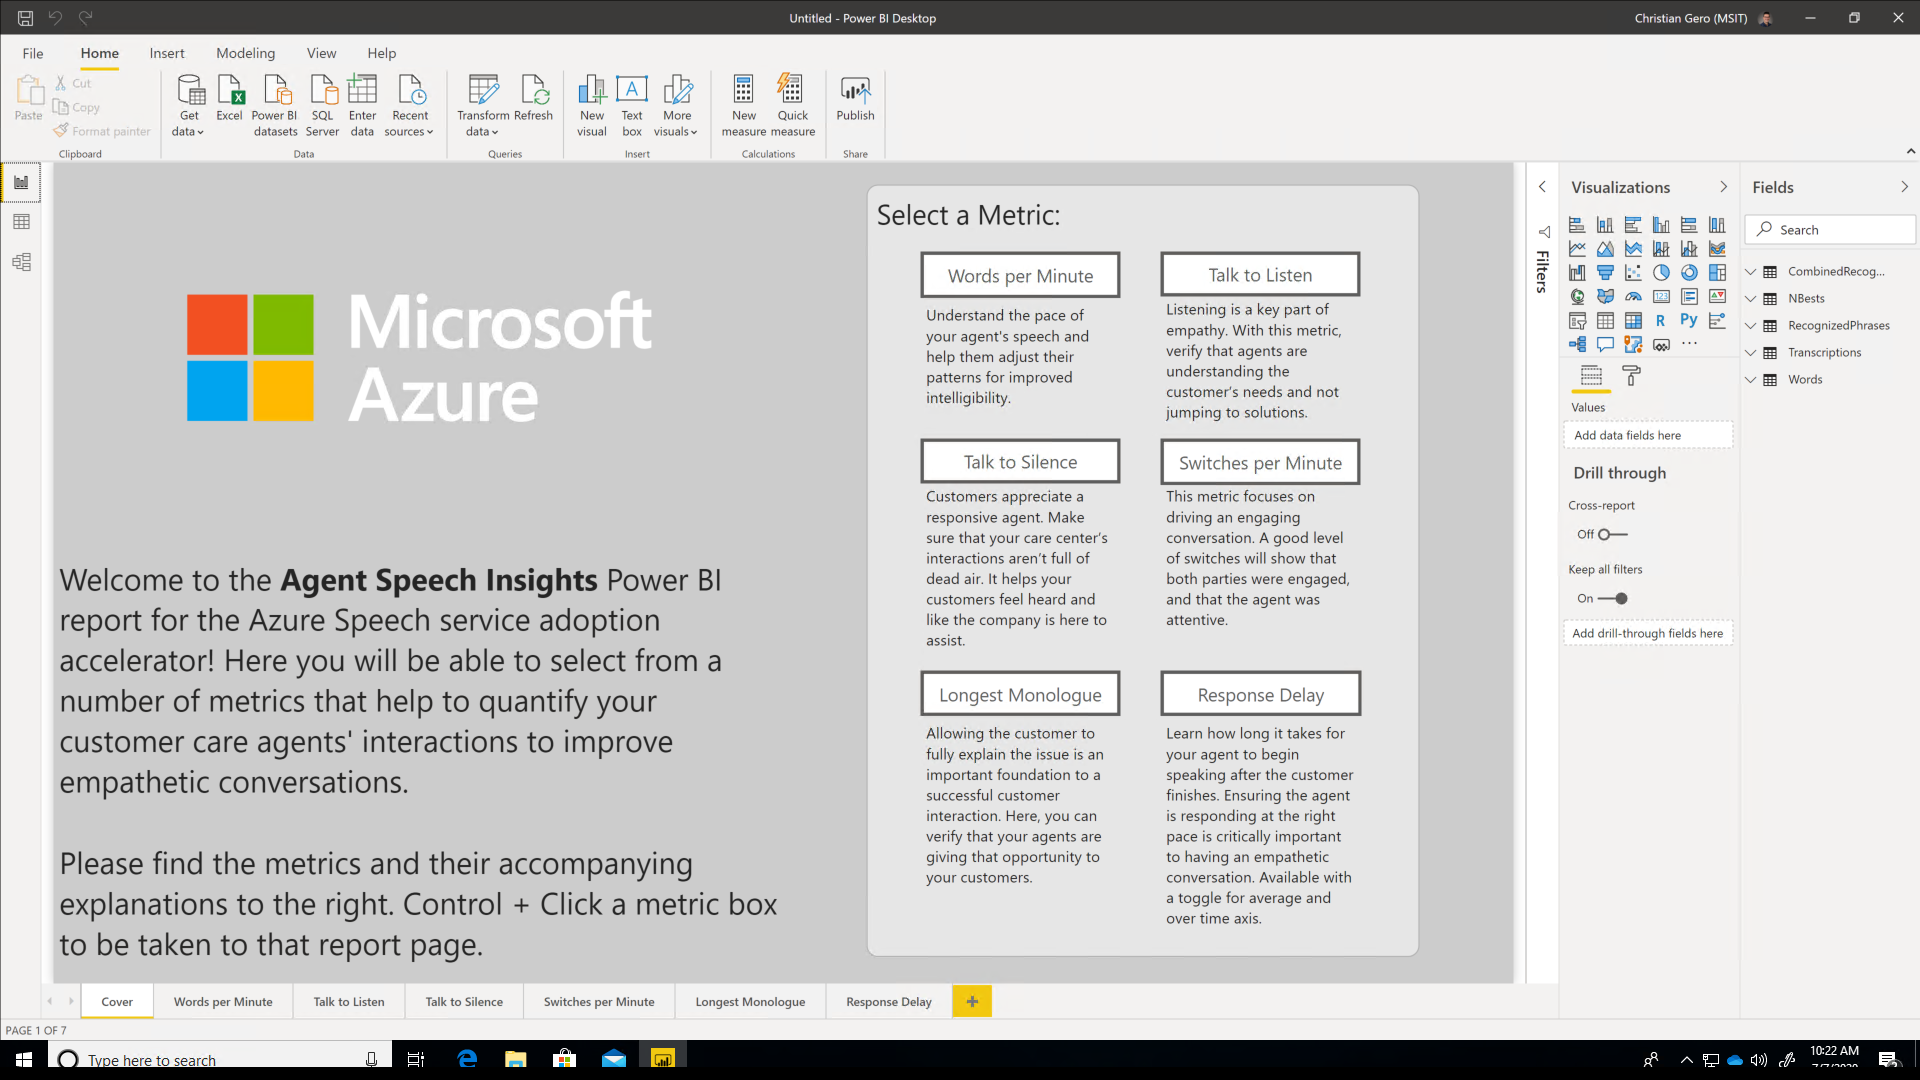 Untitled - Power BI Desktop
Christian Gero (MSIT)
File
Home
Insert
Modeling
View
Help
Paste
Cut
Copy
Format painter
Clipboard
Get data
Excel
Power BI datasets
SQL Server
Enter data
Recent sources
Data
Transform data
Refresh
Queries
New visual
A
Text box
More visuals
Insert
New measure
Quick measure
Calculations
Publish
Share
Microsoft
Azure
Welcome to the Agent Speech Insights Power BI
report for the Azure Speech service adoption
accelerator! Here you will be able to select from a
number of metrics that help to quantify your
customer care agents' interactions to improve
empathetic conversations.
Please find the metrics and their accompanying
explanations to the right. Control + Click a metric box
to be taken to that report page.
Select a Metric:
Words per Minute
Understand the pace of
your agent's speech and
help them adjust their
patterns for improved
intelligibility.
Talk to Listen
Listening is a key part of
empathy. With this metric,
verify that agents are
understanding the
customer's needs and not
jumping to solutions.
Talk to Silence
Customers appreciate a
responsive agent. Make
sure that your care center's
interactions aren't full of
dead air. It helps your
customers feel heard and
like the company is here to
assist.
Switches per Minute
This metric focuses on
driving an engaging
conversation. A good level
of switches will show that
both parties were engaged,
and that the agent was
attentive.
Longest Monologue
Allowing the customer to
fully explain the issue is an
important foundation to a
successful customer
interaction. Here, you can
verify that your agents are
giving that opportunity to
your customers.
Response Delay
Learn how long it takes for
your agent to begin
speaking after the customer
finishes. Ensuring the agent
is responding at the right
pace is critically important
to having an empathetic
conversation. Available with
a toggle for average and
over time axis.
Filters
Visualizations
R
Py
Values
Add data fields here
Drill through
Cross-report
Off
Keep all filters
On
Add drill-through fields here
Fields
Search
CombinedRecog...
NBests
RecognizedPhrases
Transcriptions
Words
Cover
Words per Minute
Talk to Listen
Talk to Silence
Switches per Minute
Longest Monologue
Response Delay
PAGE 1 OF 7
Type here to search
10:22 AM